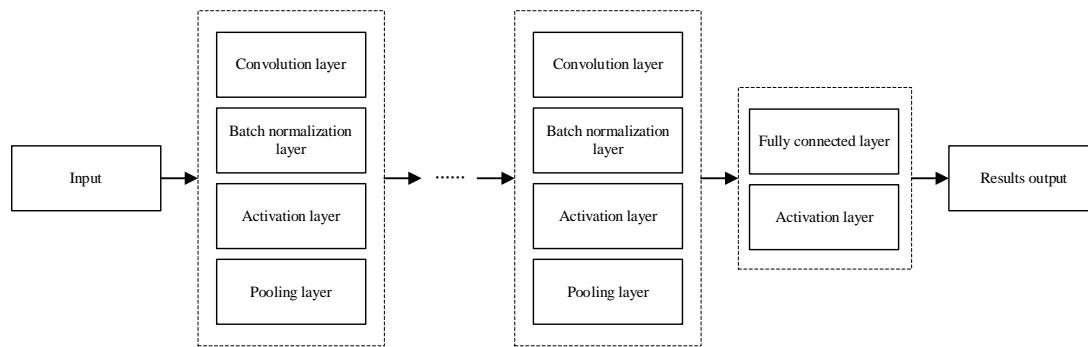 Input
Convolution layer
Batch normalization
layer
Activation layer
Pooling layer
······
Convolution layer
Batch normalization
layer
Activation layer
Pooling layer
Fully connected layer
Activation layer
Results output